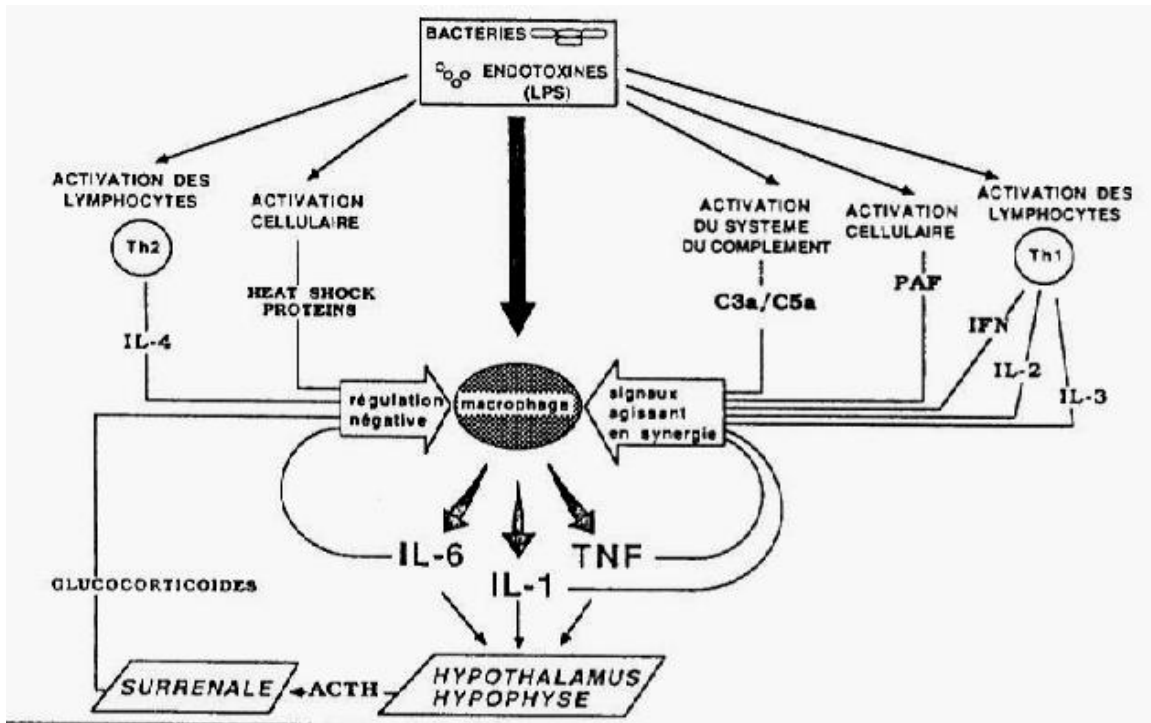 BACTERIES
ENDOTOXINES
(LPS)
ACTIVATION DES
LYMPHOCYTES
Th2
IL-4
ACTIVATION
CELLULAIRE
HEAT SHOCK
PROTEINS
ACTIVATION
DU SYSTEME
DU COMPLEMENT
C3a/C5a
ACTIVATION
CELLULAIRE
PAF
ACTIVATION DES
LYMPHOCYTES
Th1
IFN
IL-2
IL-3
régulation
négative
macrophage
signaux
agissant
en synergie
IL-6
IL-1
TNF
GLUCOCORTICOIDES
SURRENALE
ACTH
HYPOTHALAMUS
HYPOPHYSE